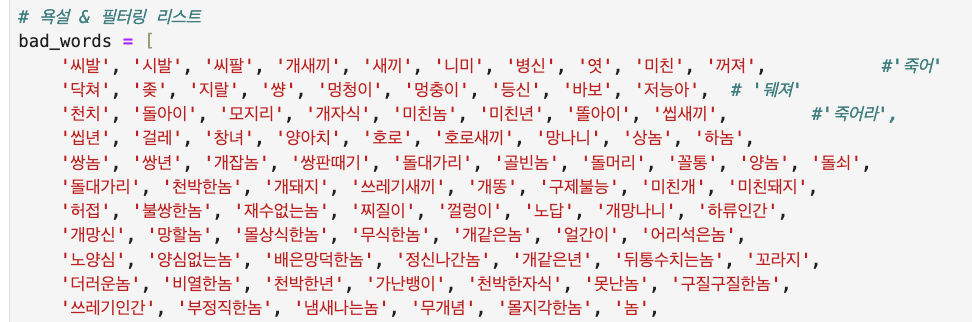 # 욕설 & 필터링 리스트
bad_words = [
'씨발', '시발', '씨팔', '개새끼', '새끼', '니미', '병신', '엿', '미친', '꺼져', #'죽어'
'닥쳐', '좆', '지랄', '썅', '멍청이', '멍충이', '등신', '바보', '저능아', # '뒈져'
'천치', '돌아이', '모지리', '개자식', '미친놈', '미친년', '똘아이', '씹새끼', #'죽어라',
'씹년', '걸레', '창녀', '양아치', '호로', '호로새끼', '망나니', '상놈', '하놈',
'쌍놈', '쌍년', '개잡놈', '쌍판때기', '돌대가리', '골빈놈', '돌머리', '꼴통', '양놈', '돌쇠',
'돌대가리', '천박한놈', '개돼지', '쓰레기새끼', '개똥', '구제불능', '미친개', '미친돼지',
'허접', '불쌍한놈', '재수없는놈', '찌질이', '껄렁이', '노답', '개망나니', '하류인간',
'개망신', '망할놈', '몰상식한놈', '무식한놈', '개같은놈', '얼간이', '어리석은놈',
'노양심', '양심없는놈', '배은망덕한놈', '정신나간놈', '개같은년', '뒤통수치는놈', '꼬라지',
'더러운놈', '비열한놈', '천박한년', '가난뱅이', '천박한자식', '못난놈', '구질구질한놈',
'쓰레기인간', '부정직한놈', '냄새나는놈', '무개념', '몰지각한놈', '놈',